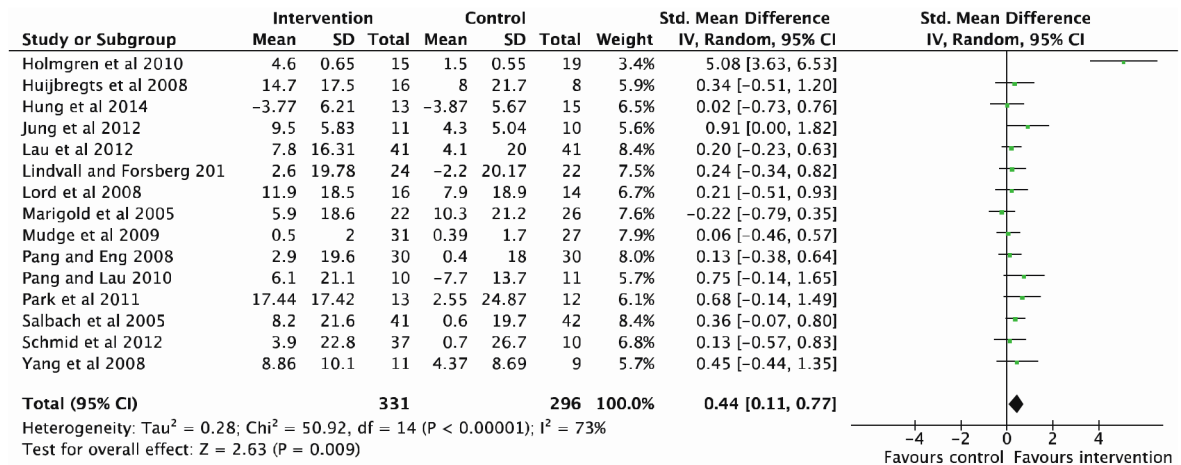 Intervention Control Std. Mean Difference Std. Mean Difference
Study or Subgroup Mean SD Total Mean SD Total Weight IV, Random, 95% CI IV, Random, 95% CI
Holmgren et al 2010 4.6 0.65 15 1.5 0.55 19 3.4% 5.08 [3.63, 6.53]
Huijbregts et al 2008 14.7 17.5 16 8 21.7 8 5.9% 0.34 [-0.51, 1.20]
Hung et al 2014 -3.77 6.21 13 -3.87 5.67 15 6.5% 0.02 [-0.73, 0.76]
Jung et al 2012 9.5 5.83 11 4.3 5.04 10 5.6% 0.91 [0.00, 1.82]
Lau et al 2012 7.8 16.31 41 4.1 20 41 8.4% 0.20 [-0.23, 0.63]
Lindvall and Forsberg 201 2.6 19.78 24 -2.2 20.17 22 7.6% 0.24 [-0.34, 0.82]
Lord et al 2008 11.9 18.5 16 7.9 18.9 14 6.7% 0.21 [-0.51, 0.93]
Marigold et al 2005 5.9 18.6 22 10.3 21.2 26 7.6% -0.22 [-0.79, 0.35]
Mudge et al 2009 0.5 2 31 0.39 1.7 27 7.9% 0.06 [-0.46, 0.57]
Pang and Eng 2008 2.9 19.6 30 0.4 18 30 8.0% 0.13 [-0.38, 0.64]
Pang and Lau 2010 6.1 21.1 10 -7.7 13.7 11 5.7% 0.75 [-0.14, 1.65]
Park et al 2011 17.44 17.42 13 2.55 24.87 12 6.1% 0.68 [-0.14, 1.49]
Salbach et al 2005 8.2 21.6 41 0.6 19.7 42 8.4% 0.36 [-0.07, 0.80]
Schmid et al 2012 3.9 22.8 37 0.7 26.7 10 6.8% 0.13 [-0.57, 0.83]
Yang et al 2008 8.86 10.1 11 4.37 8.69 9 5.7% 0.45 [-0.44, 1.35]
Total (95% CI) 331 296 100.0% 0.44 [0.11, 0.77]
Heterogeneity: Tau² = 0.28; Chi² = 50.92, df = 14 (P < 0.00001); I² = 73%
Test for overall effect: Z = 2.63 (P = 0.009)
-4 -2 0 2 4
Favours control Favours intervention